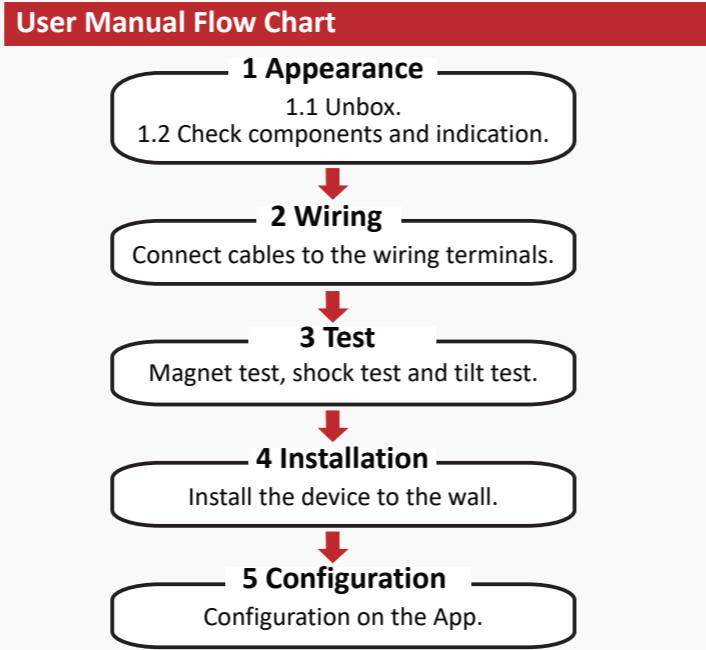 User Manual Flow Chart
1 Appearance
1.1 Unbox.
1.2 Check components and indication.
2 Wiring
Connect cables to the wiring terminals.
3 Test
Magnet test, shock test and tilt test.
4 Installation
Install the device to the wall.
5 Configuration
Configuration on the App.